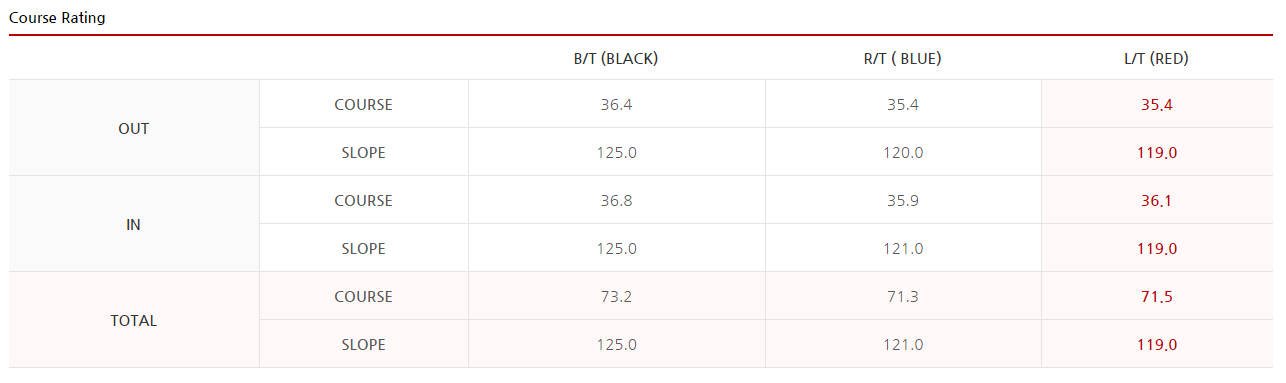 Course Rating
B/T (BLACK) R/T ( BLUE) L/T (RED)
OUT COURSE 36.4 35.4 35.4
SLOPE 125.0 120.0 119.0
IN COURSE 36.8 35.9 36.1
SLOPE 125.0 121.0 119.0
TOTAL COURSE 73.2 71.3 71.5
SLOPE 125.0 121.0 119.0